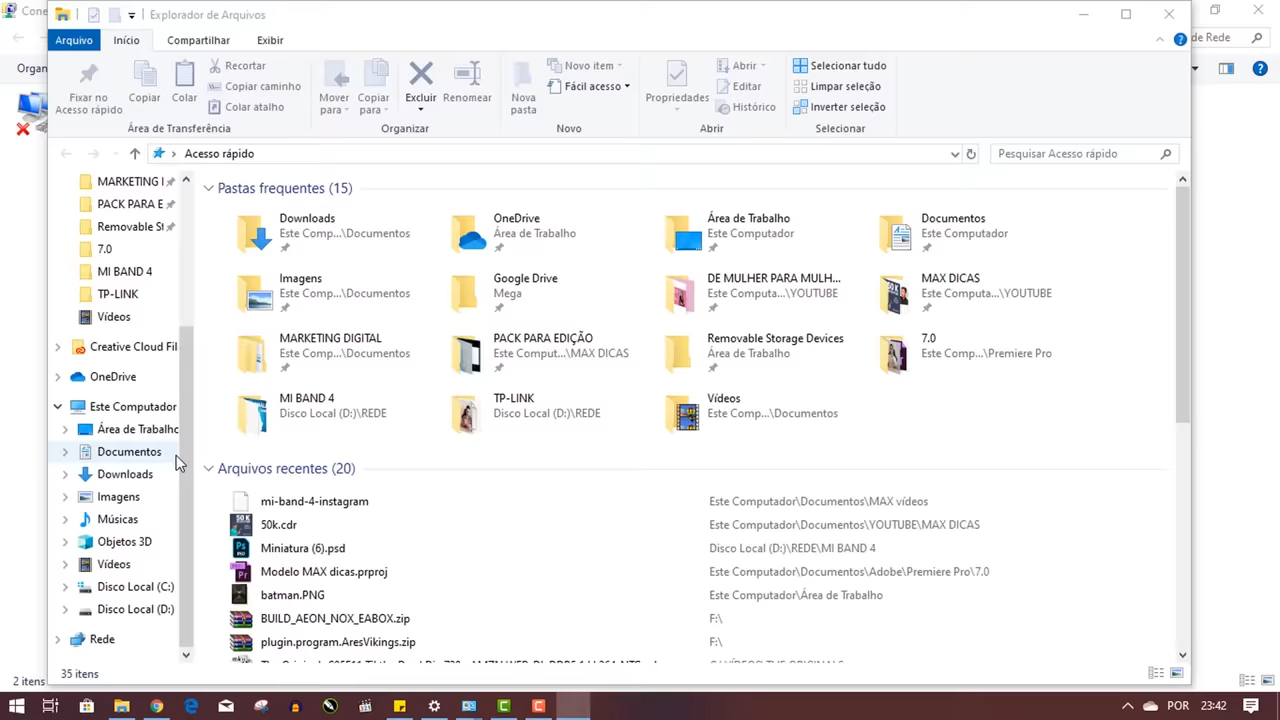 Cone
Explorador de Arquivos
de Rede
Arquivo Início Compartilhar Exibir
Organ
Fixar no Acesso rápido
Copiar
Colar
Recortar
Copiar caminho
Colar atalho
Mover para
Copiar para
Excluir
Renomear
Nova pasta
Novo item
Fácil acesso
Propriedades
Abrir
Editar
Histórico
Selecionar tudo
Limpar seleção
Inverter seleção
Área de Transferência Organizar Novo Abrir Selecionar
Acesso rápido
Pesquisar Acesso rápido
MARKETING I
PACK PARA E
Removable St
7.0
MI BAND 4
TP-LINK
Vídeos
Creative Cloud Fil
OneDrive
Este Computador
Área de Trabalho
Documentos
Downloads
Imagens
Músicas
Objetos 3D
Vídeos
Disco Local (C:)
Disco Local (D:)
Rede
Pastas frequentes (15)
Downloads
Este Comp...\Documentos
OneDrive
Área de Trabalho
Área de Trabalho
Este Computador
Documentos
Este Computador
Imagens
Este Comp...\Documentos
Google Drive
Mega
DE MULHER PARA MULH...
Este Computa...\YOUTUBE
MAX DICAS
Este Computa...\YOUTUBE
MARKETING DIGITAL
Este Comp...\Documentos
PACK PARA EDIÇÃO
Este Comput...\MAX DICAS
Removable Storage Devices
Área de Trabalho
7.0
Este Comp...\Premiere Pro
MI BAND 4
Disco Local (D:)\REDE
TP-LINK
Disco Local (D:)\REDE
Vídeos
Este Comp...\Documentos
Arquivos recentes (20)
mi-band-4-instagram Este Computador\Documentos\MAX vídeos
50k.cdr Este Computador\Documentos\YOUTUBE\MAX DICAS
Miniatura (6).psd Disco Local (D:)\REDE\MI BAND 4
Modelo MAX dicas.prproj Este Computador\Documentos\Adobe\Premiere Pro\7.0
batman.PNG Este Computador\Área de Trabalho
BUILD_AEON_NOX_EABOX.zip F:\
plugin.program.AresVikings.zip F:\
35 itens
2 itens
POR 23:42